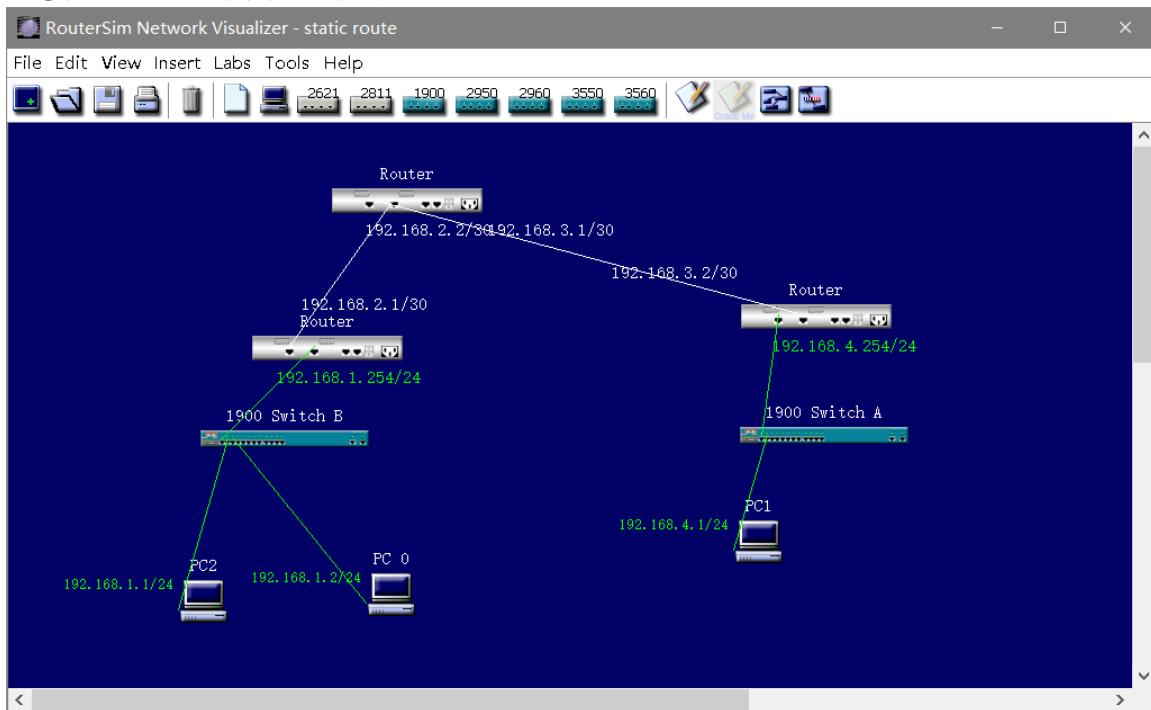 RouterSim Network Visualizer - static route
File Edit View Insert Labs Tools Help
2621 2811 1900 2950 2960 3550 3560
Grade Me
Router
192.168.2.2/30 192.168.3.1/30
192.168.3.2/30
Router
192.168.2.1/30
Router
192.168.4.254/24
192.168.1.254/24
1900 Switch B
1900 Switch A
PC1
192.168.4.1/24
PC2
PC 0
192.168.1.1/24
192.168.1.2/24